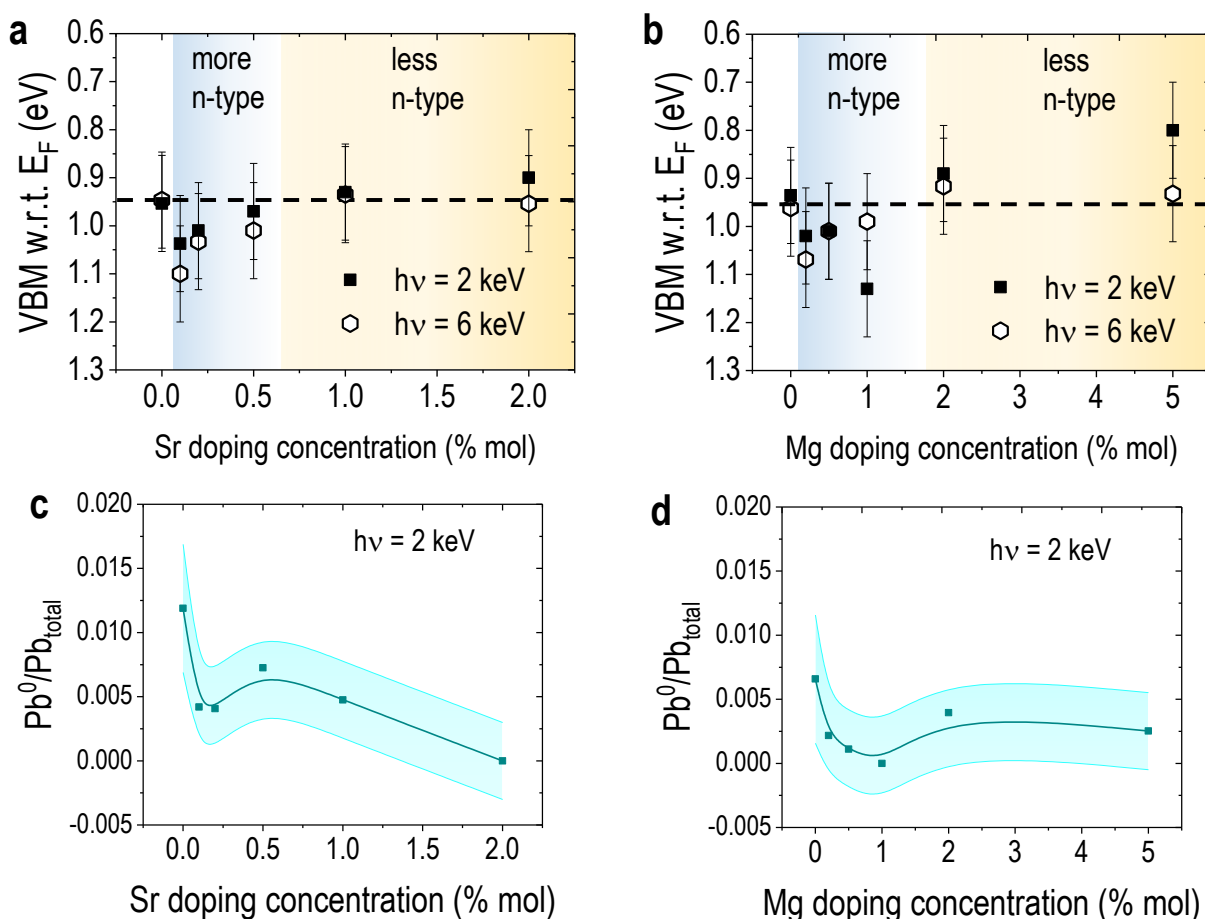 a
VBM w.r.t. E_F (eV)
0.6
0.7
0.8
0.9
1.0
1.1
1.2
1.3
more
n-type
less
n-type
hν = 2 keV
hν = 6 keV
0.0
0.5
1.0
1.5
2.0
Sr doping concentration (% mol)
b
VBM w.r.t. E_F (eV)
0.6
0.7
0.8
0.9
1.0
1.1
1.2
1.3
more
n-type
less
n-type
hν = 2 keV
hν = 6 keV
0
1
2
3
4
5
Mg doping concentration (% mol)
c
Pb⁰/Pb_total
0.020
0.015
0.010
0.005
0.000
-0.005
hν = 2 keV
0.0
0.5
1.0
1.5
2.0
Sr doping concentration (% mol)
d
Pb⁰/Pb_total
0.020
0.015
0.010
0.005
0.000
-0.005
hν = 2 keV
0
1
2
3
4
5
Mg doping concentration (% mol)